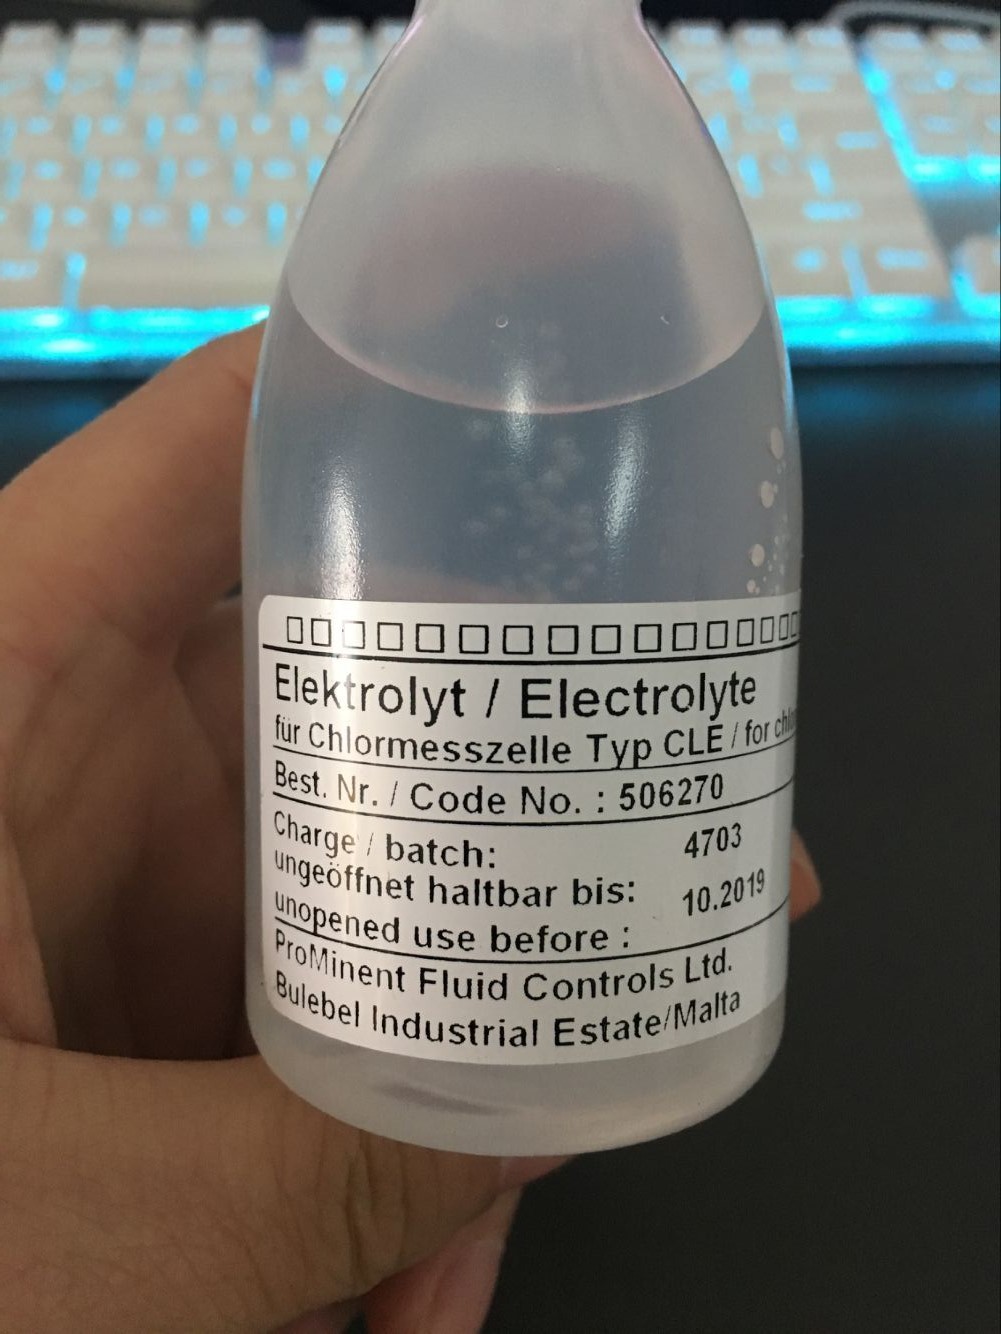 □□□□□□□□□□□□□□□□
Elektrolyt / Electrolyte
für Chlormesszelle Typ CLE / for
Best. Nr. / Code No. : 506270
Charge / batch: 4703
ungeöffnet haltbar bis: 10.2019
unopened use before :
ProMinent Fluid Controls Ltd.
Bulebel Industrial Estate/Malta